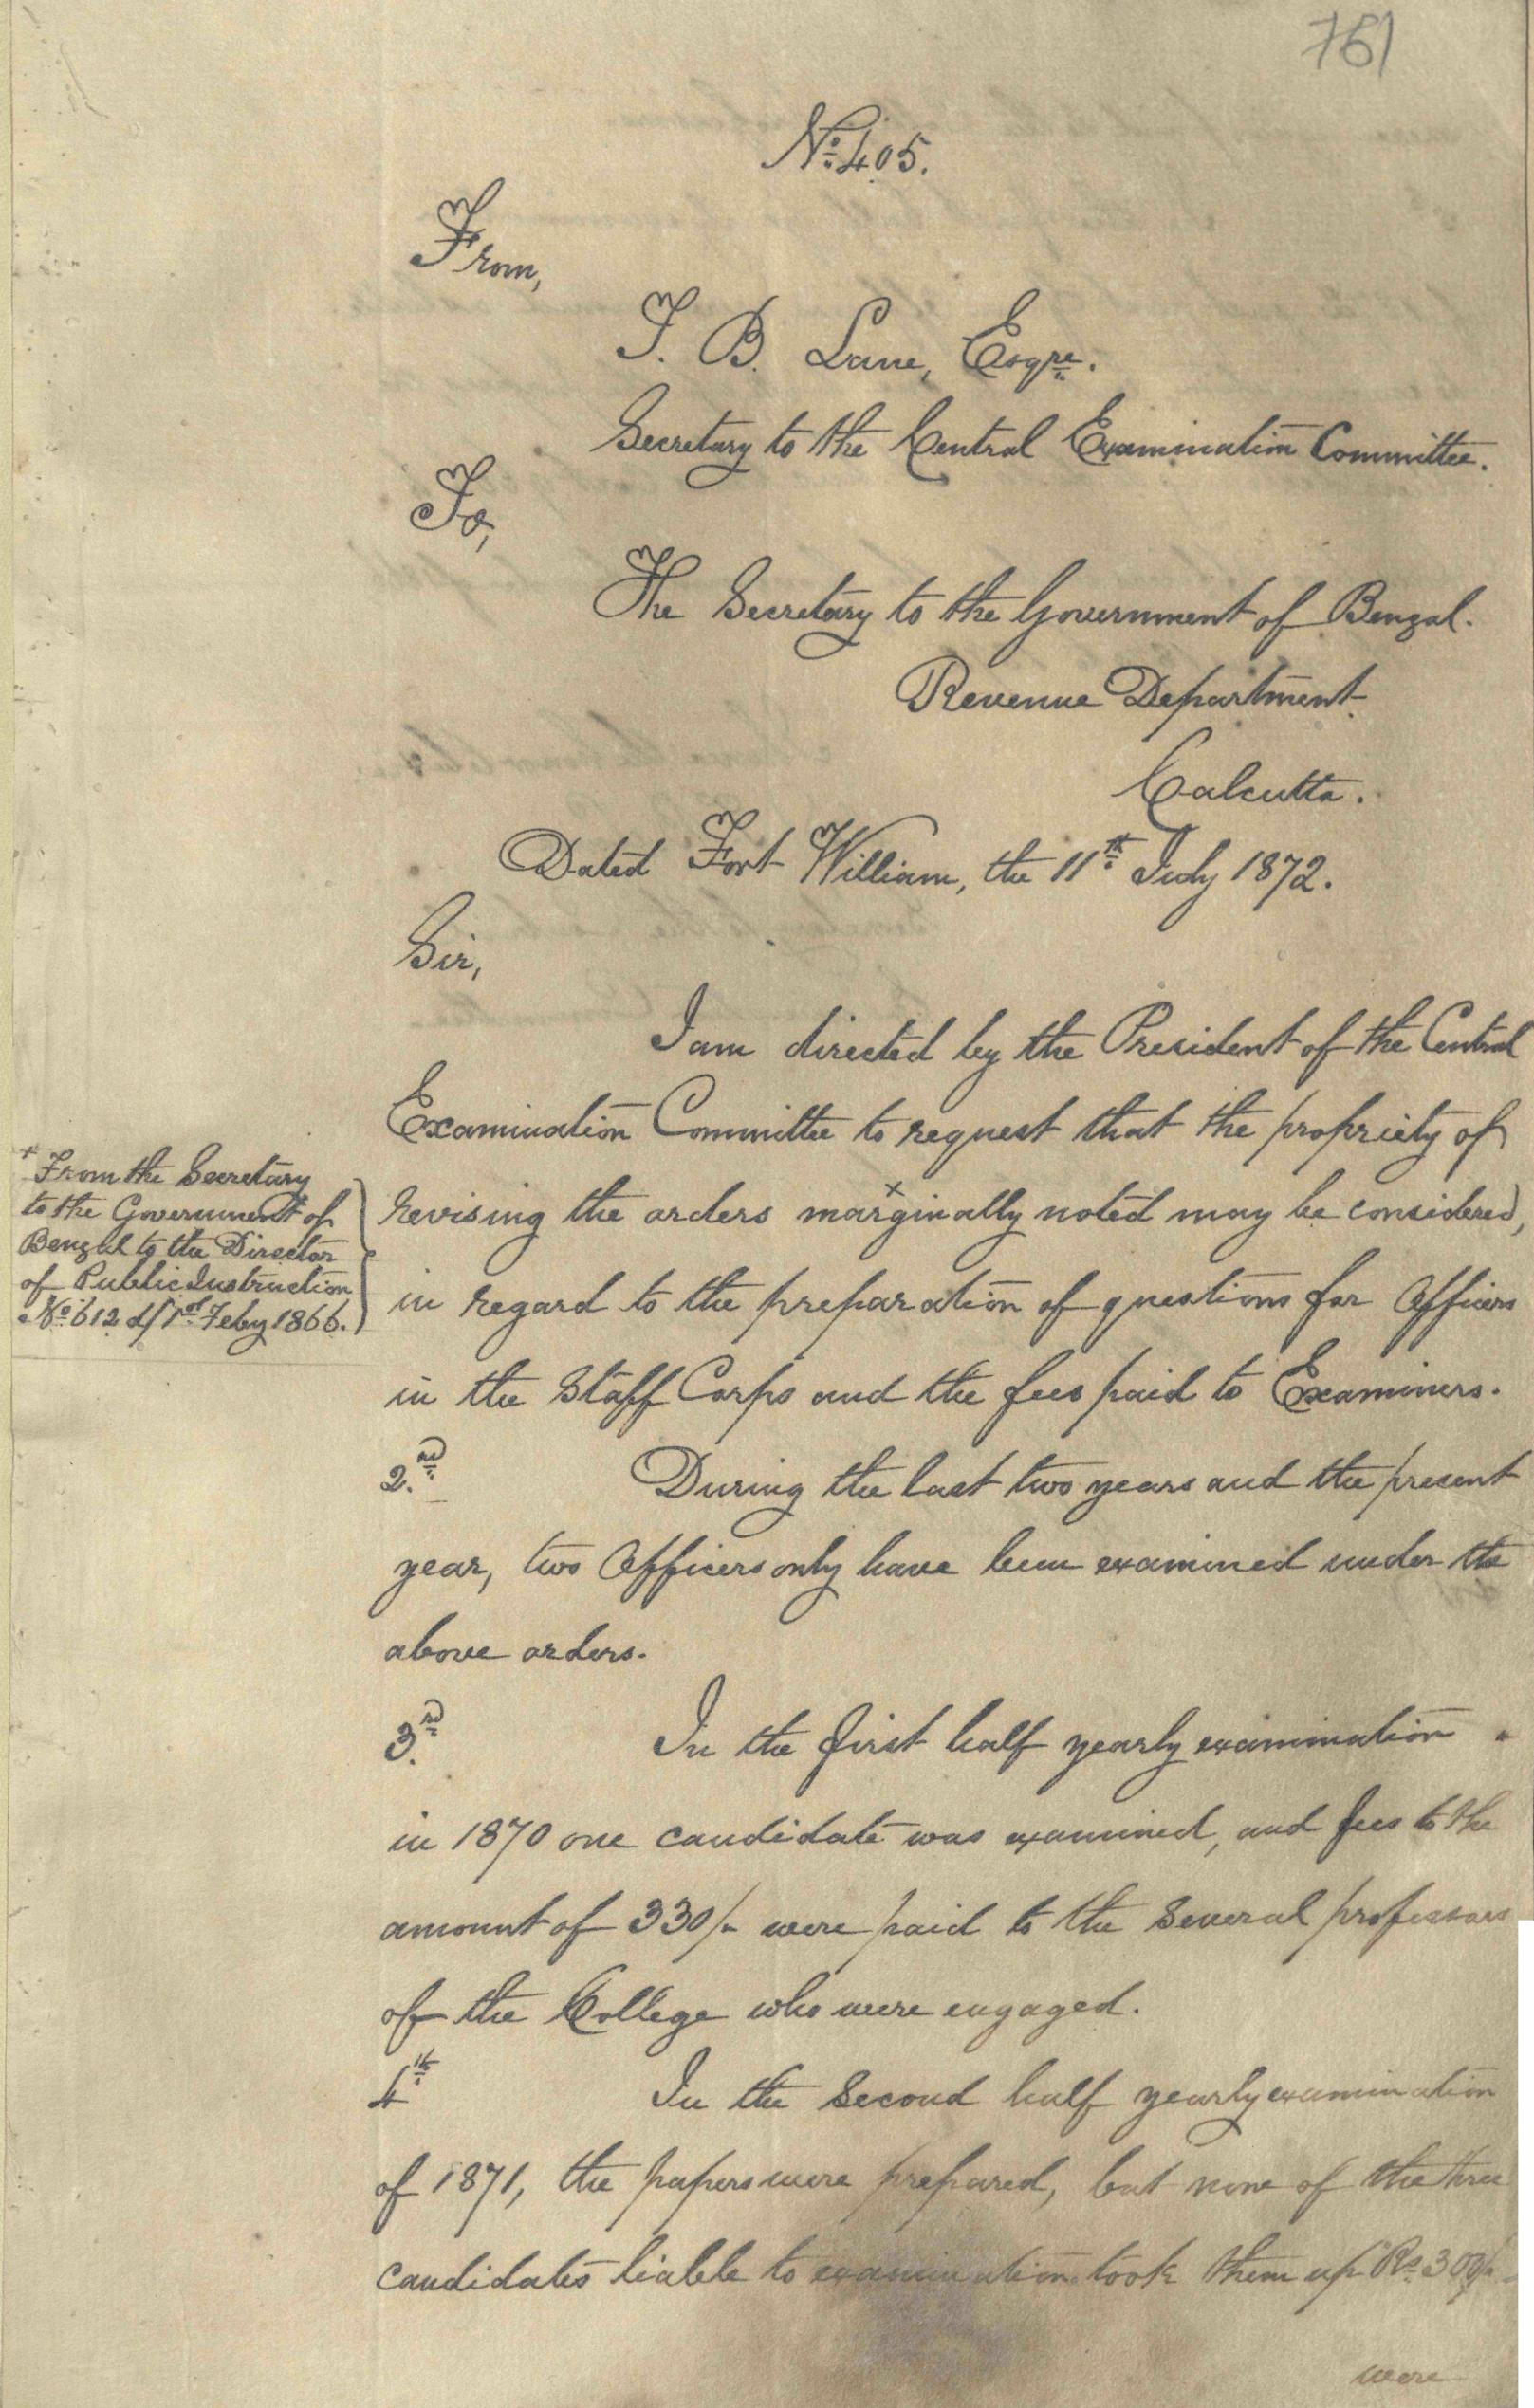 761
No. 405.
From,
T. B. Lane, Esqre.
Secretary to the Central Examination Committee.
To,
The Secretary to the Government of Bengal.
Revenue Department.
Calcutta.
Dated Fort William, the 11th July 1872.
Sir,
I am directed by the President of the Central
Examination Committee to request that the propriety of
revising the orders x marginally noted may be considered,
in regard to the preparation of questions for Officers
in the Staff Corps and the fees paid to Examiners.
x From the Secretary
to the Government of
Bengal to the Director
of Public Instruction
No. 612 d/ 1st Feby 1866.
2nd During the last two years and the present
year, two Officers only have been examined under the
above orders.
3rd In the first half yearly examination
in 1870 one candidate was examined, and fees to the
amount of 330/- were paid to the several professors
of the College who were engaged.
4th In the second half yearly examination
of 1871, the papers were prepared, but none of the three
candidates liable to examination took them up Rs. 300/-
were